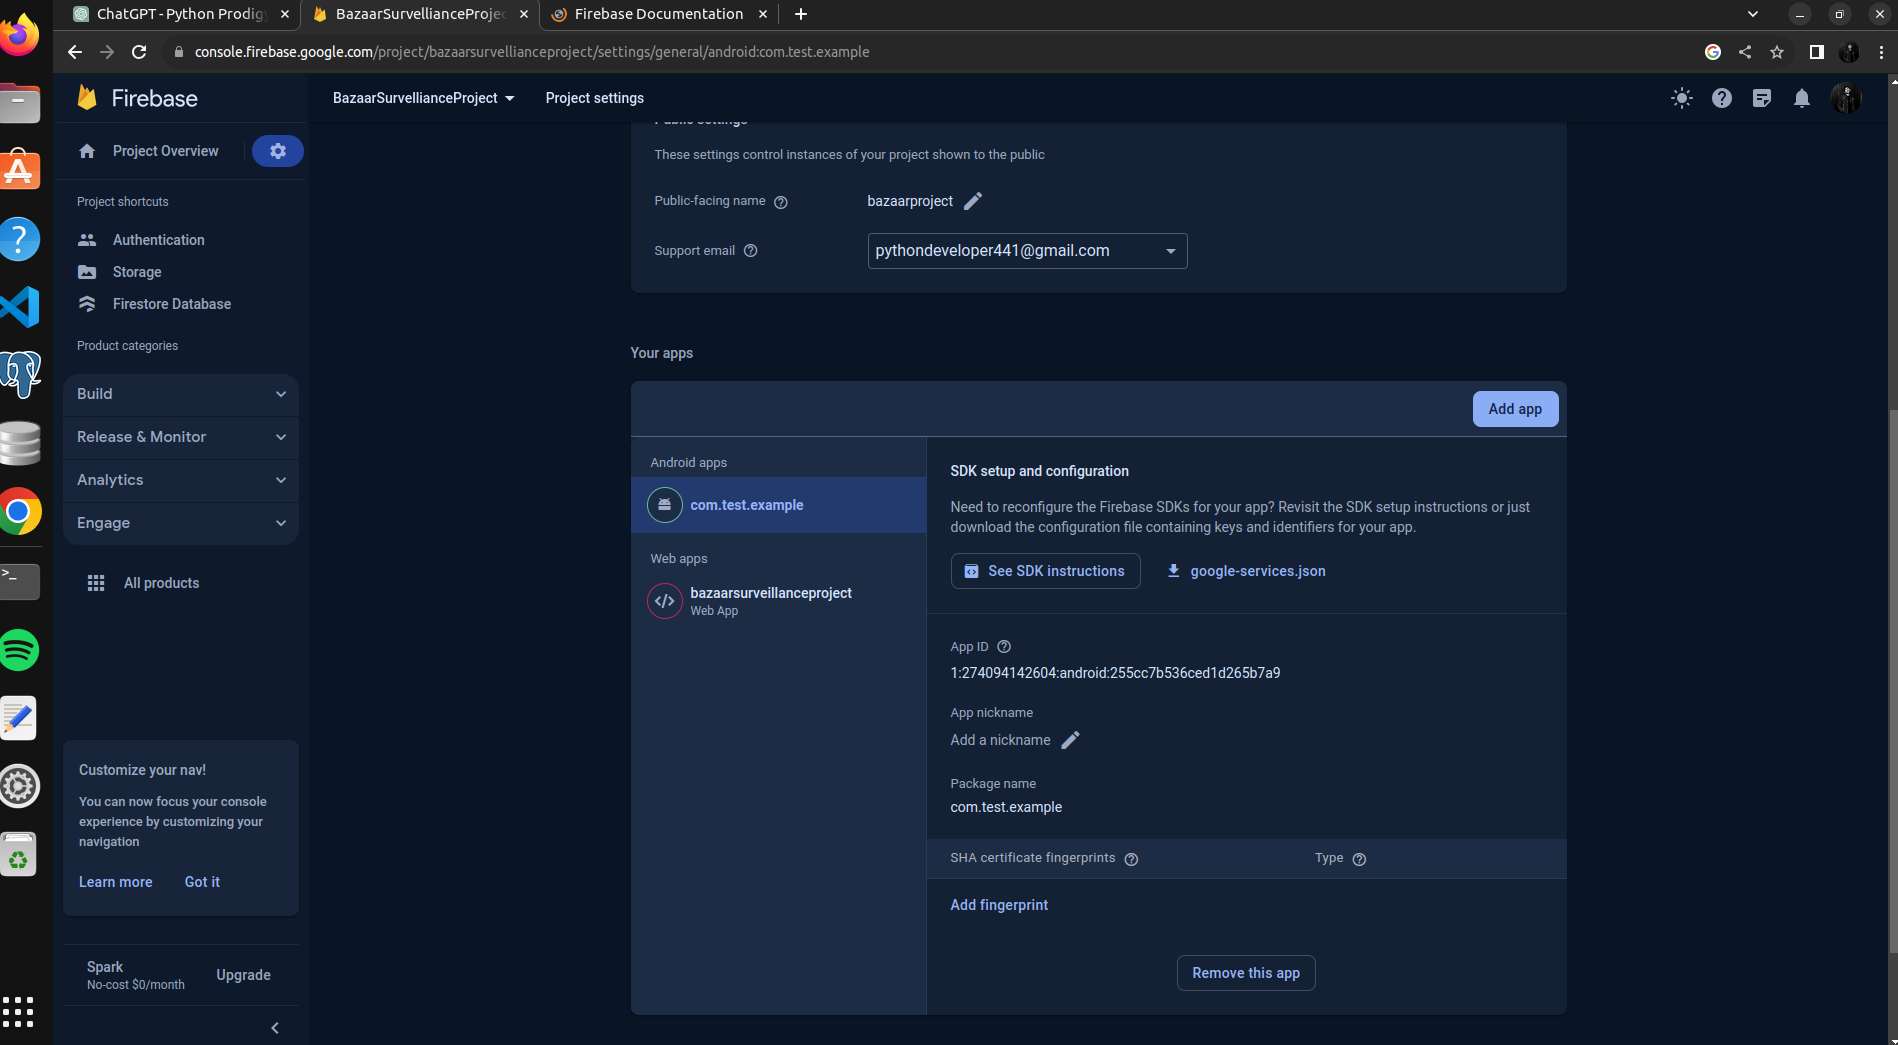 ChatGPT - Python Prodig
BazaarSurvellianceProje
Firebase Documentation
console.firebase.google.com/project/bazaarsurvellianceproject/settings/general/android:com.test.example
Firebase
BazaarSurvellianceProject
Project settings
Project Overview
Project shortcuts
Authentication
Storage
Firestore Database
Product categories
Build
Release & Monitor
Analytics
Engage
All products
Customize your nav!
You can now focus your console
experience by customizing your
navigation
Learn more
Got it
Spark
No-cost $0/month
Upgrade
Public settings
These settings control instances of your project shown to the public
Public-facing name
bazaarproject
Support email
pythondeveloper441@gmail.com
Your apps
Add app
Android apps
com.test.example
Web apps
bazaarsurveillanceproject
Web App
SDK setup and configuration
Need to reconfigure the Firebase SDKs for your app? Revisit the SDK setup instructions or just
download the configuration file containing keys and identifiers for your app.
See SDK instructions
google-services.json
App ID
1:274094142604:android:255cc7b536ced1d265b7a9
App nickname
Add a nickname
Package name
com.test.example
SHA certificate fingerprints
Type
Add fingerprint
Remove this app